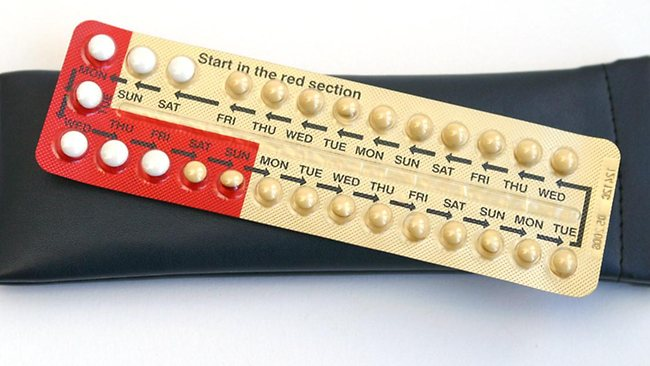 Start in the red section
MON SUN SAT FRI THU WED TUE MON SUN SAT FRI THU WED
TUE
WED THU FRI SAT SUN MON TUE WED THU FRI SAT SUN MON TUE